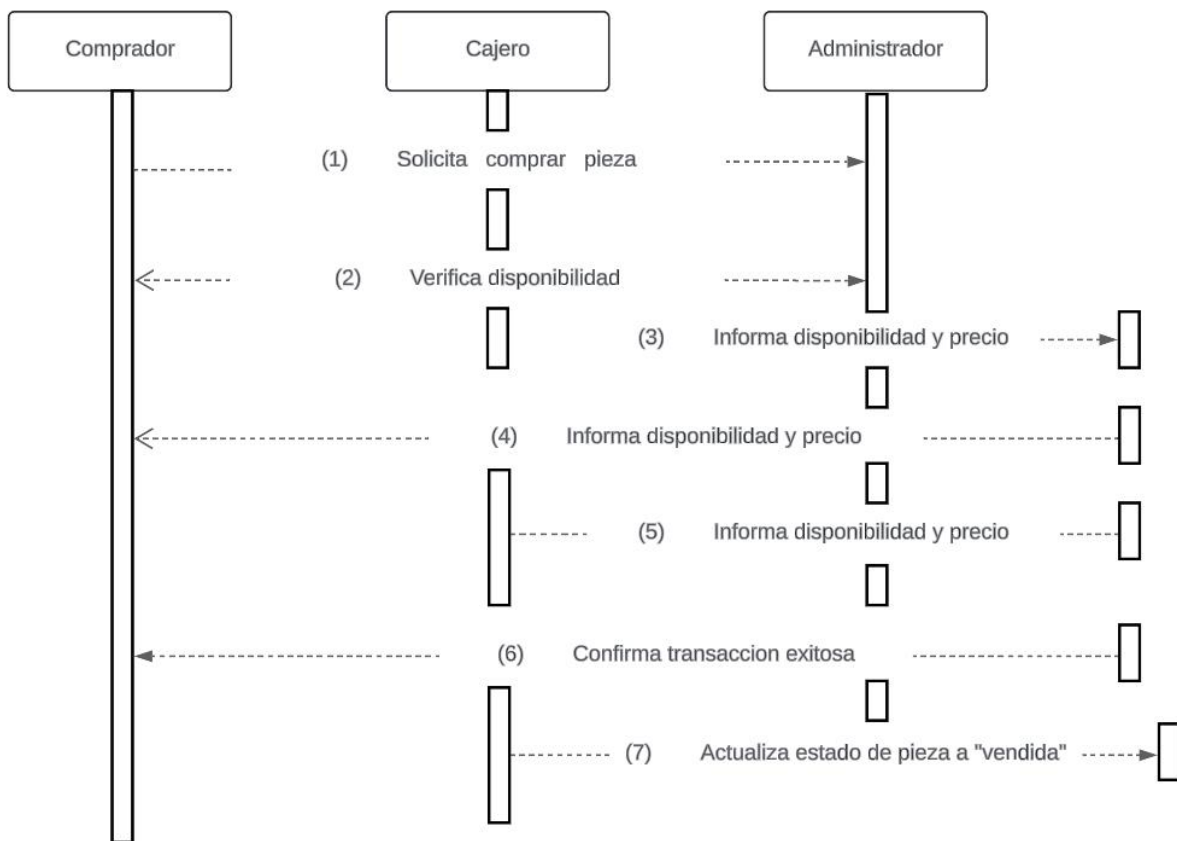 Comprador
Cajero
Administrador
(1) Solicita comprar pieza
(2) Verifica disponibilidad
(3) Informa disponibilidad y precio
(4) Informa disponibilidad y precio
(5) Informa disponibilidad y precio
(6) Confirma transaccion exitosa
(7) Actualiza estado de pieza a "vendida"